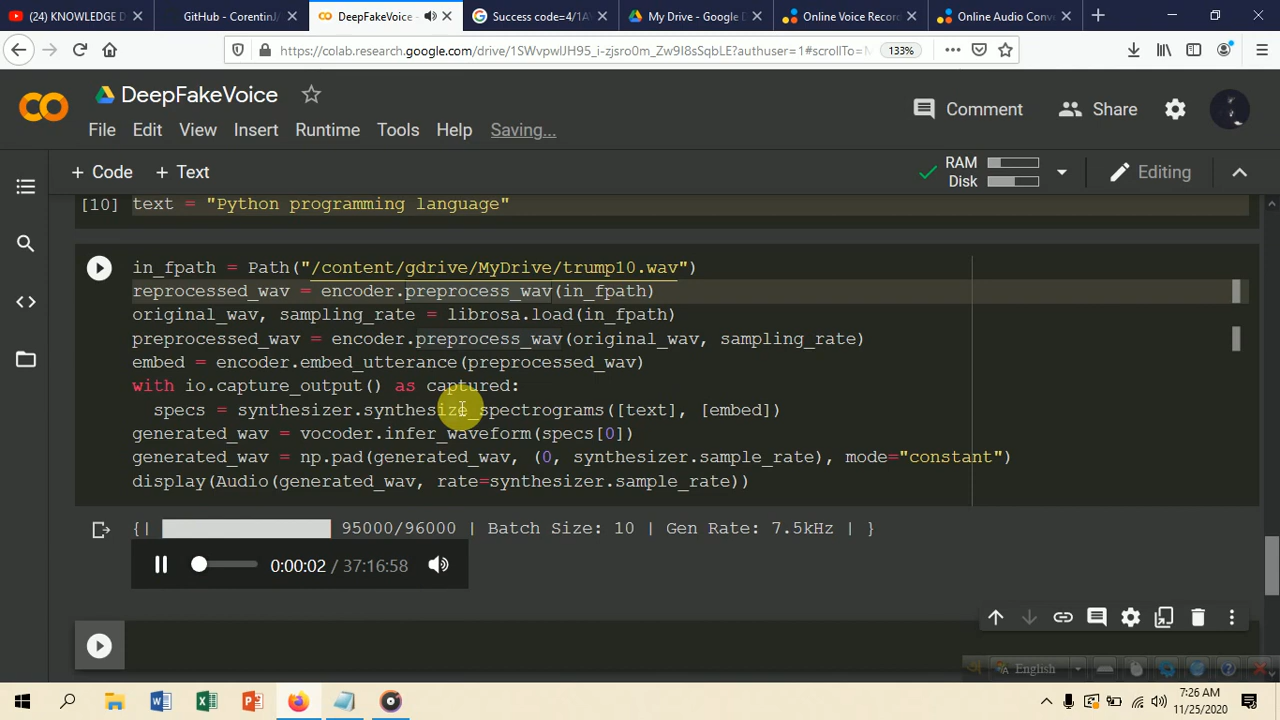 (24) KNOWLEDGE D
GitHub - CorentinJ/
DeepFakeVoice
Success code=4/1A
My Drive - Google D
Online Voice Record
Online Audio Conv
https://colab.research.google.com/drive/1SWvpwlJH95_i-zjsro0m_Zw9I8sSqbLE?authuser=1#scrollTo=
133%
DeepFakeVoice
Comment
Share
File Edit View Insert Runtime Tools Help Saving...
+ Code + Text
RAM
Disk
Editing
[10] text = "Python programming language"
in_fpath = Path("/content/gdrive/MyDrive/trump10.wav")
reprocessed_wav = encoder.preprocess_wav(in_fpath)
original_wav, sampling_rate = librosa.load(in_fpath)
preprocessed_wav = encoder.preprocess_wav(original_wav, sampling_rate)
embed = encoder.embed_utterance(preprocessed_wav)
with io.capture_output() as captured:
specs = synthesizer.synthesize_spectrograms([text], [embed])
generated_wav = vocoder.infer_waveform(specs[0])
generated_wav = np.pad(generated_wav, (0, synthesizer.sample_rate), mode="constant")
display(Audio(generated_wav, rate=synthesizer.sample_rate))
{| 95000/96000 | Batch Size: 10 | Gen Rate: 7.5kHz | }
0:00:02 / 37:16:58
English
7:26 AM
11/25/2020